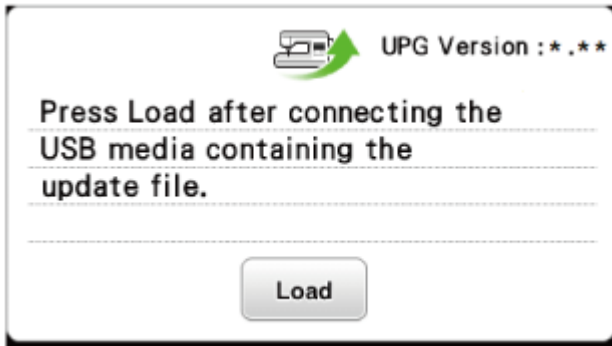 UPG Version :*.**
Press Load after connecting the
USB media containing the
update file.
Load